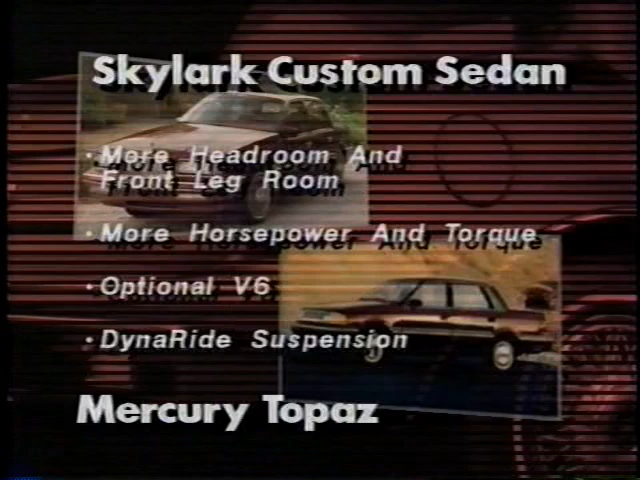 Skylark Custom Sedan
· More Headroom And
Front Leg Room
· More Horsepower And Torque
· Optional V6
· DynaRide Suspension
Mercury Topaz